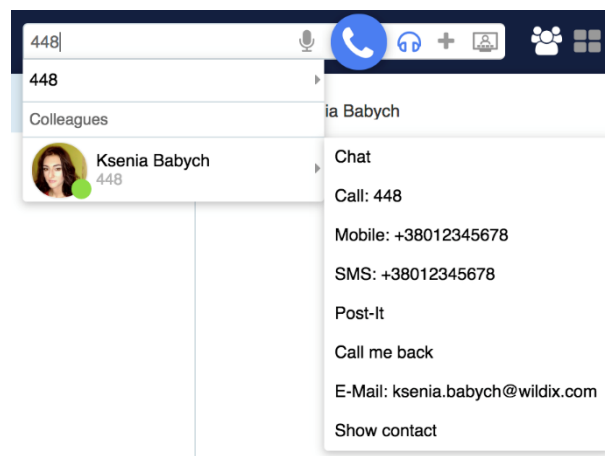 448
448
Colleagues
ia Babych
Ksenia Babych
448
Chat
Call: 448
Mobile: +38012345678
SMS: +38012345678
Post-It
Call me back
E-Mail: ksenia.babych@wildix.com
Show contact